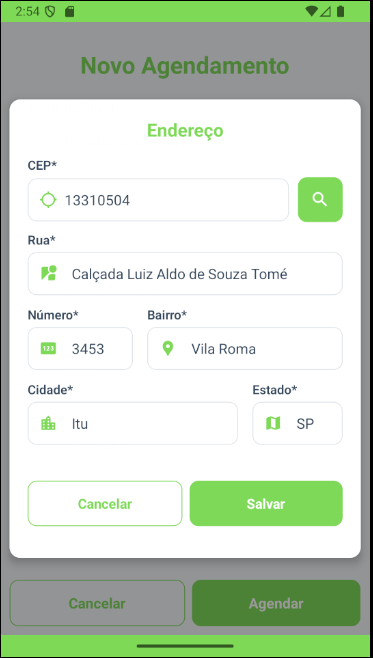 2:54
Novo Agendamento
Endereço
CEP*
13310504
Rua*
Calçada Luiz Aldo de Souza Tomé
Número* Bairro*
123 3453 Vila Roma
Cidade* Estado*
Itu SP
Cancelar Salvar
Cancelar Agendar